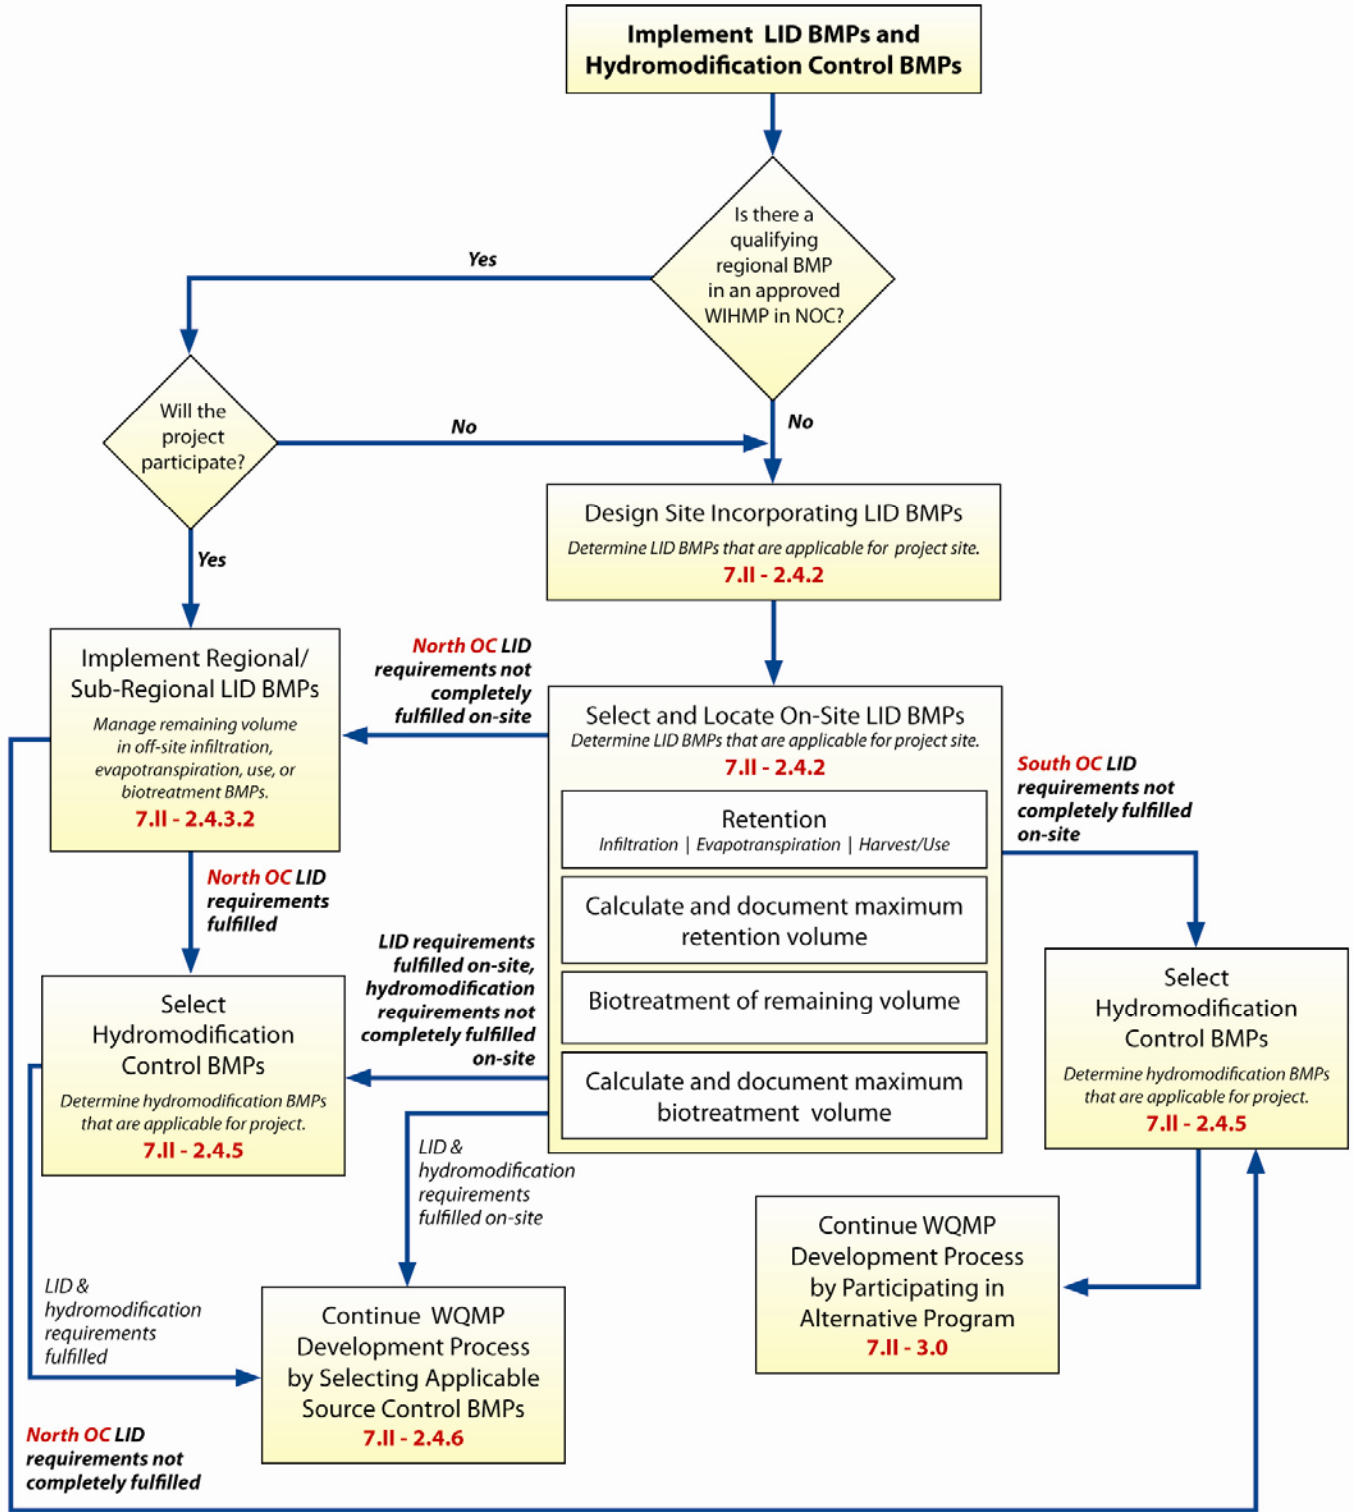 Implement LID BMPs and
Hydromodification Control BMPs
Is there a
qualifying
regional BMP
in an approved
WIHMP in NOC?
Yes
Will the
project
participate?
No
No
Yes
Design Site Incorporating LID BMPs
Determine LID BMPs that are applicable for project site.
7.II - 2.4.2
Implement Regional/
Sub-Regional LID BMPs
Manage remaining volume
in off-site infiltration,
evapotranspiration, use, or
biotreatment BMPs.
7.II - 2.4.3.2
North OC LID
requirements not
completely
fulfilled on-site
Select and Locate On-Site LID BMPs
Determine LID BMPs that are applicable for project site.
7.II - 2.4.2
Retention
Infiltration | Evapotranspiration | Harvest/Use
Calculate and document maximum
retention volume
Biotreatment of remaining volume
Calculate and document maximum
biotreatment volume
South OC LID
requirements not
completely fulfilled
on-site
North OC LID
requirements
fulfilled
LID requirements
fulfilled on-site,
hydromodification
requirements not
completely fulfilled
on-site
Select
Hydromodification
Control BMPs
Determine hydromodification BMPs
that are applicable for project.
7.II - 2.4.5
Select
Hydromodification
Control BMPs
Determine hydromodification BMPs
that are applicable for project.
7.II - 2.4.5
LID &
hydromodification
requirements
fulfilled on-site
Continue WQMP
Development Process
by Participating in
Alternative Program
7.II - 3.0
LID &
hydromodification
requirements
fulfilled
Continue WQMP
Development Process
by Selecting Applicable
Source Control BMPs
7.II - 2.4.6
North OC LID
requirements not
completely fulfilled